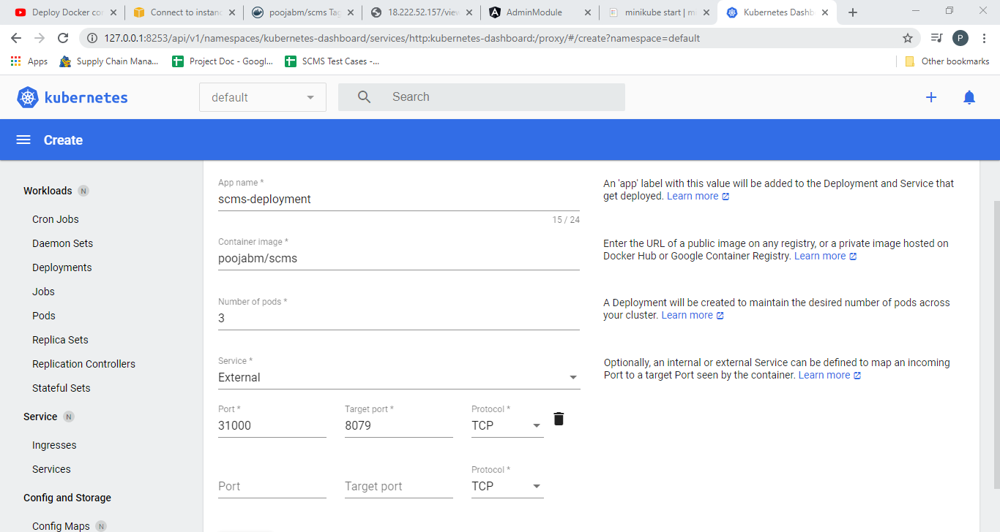 Deploy Docker co
Connect to instan
poojabm/scms Tag
18.222.52.157/view
AdminModule
minikube start | m
Kubernetes Dashb
127.0.0.1:8253/api/v1/namespaces/kubernetes-dashboard/services/http:kubernetes-dashboard:/proxy/#/create?namespace=default
P
Apps
Supply Chain Mana...
Project Doc - Googl...
SCMS Test Cases -...
Other bookmarks
kubernetes
default
Search
Create
Workloads N
Cron Jobs
Daemon Sets
Deployments
Jobs
Pods
Replica Sets
Replication Controllers
Stateful Sets
Service N
Ingresses
Services
Config and Storage
Config Maps N
App name *
scms-deployment
15 / 24
An 'app' label with this value will be added to the Deployment and Service that
get deployed. Learn more
Container image *
poojabm/scms
Enter the URL of a public image on any registry, or a private image hosted on
Docker Hub or Google Container Registry. Learn more
Number of pods *
3
A Deployment will be created to maintain the desired number of pods across
your cluster. Learn more
Service *
External
Optionally, an internal or external Service can be defined to map an incoming
Port to a target Port seen by the container. Learn more
Port * Target port * Protocol *
31000 8079 TCP
Protocol *
Port Target port TCP